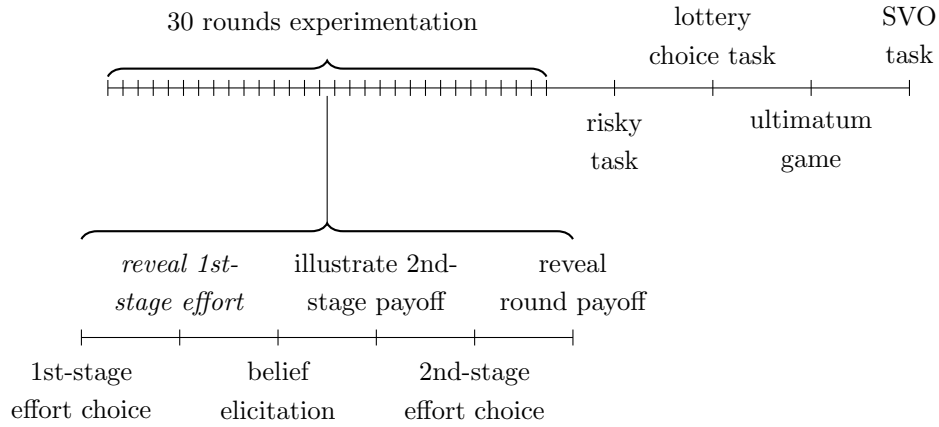 30 rounds experimentation
lottery
choice task
SVO
task
risky
task
ultimatum
game
reveal 1st-
stage effort
illustrate 2nd-
stage payoff
reveal
round payoff
1st-stage
effort choice
belief
elicitation
2nd-stage
effort choice